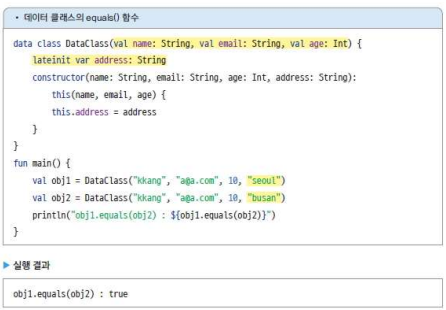 • 데이터 클래스의 equals() 함수
data class DataClass(val name: String, val email: String, val age: Int) {
lateinit var address: String
constructor(name: String, email: String, age: Int, address: String):
this(name, email, age) {
this.address = address
}
}
fun main() {
val obj1 = DataClass("kkang", "a@a.com", 10, "seoul")
val obj2 = DataClass("kkang", "a@a.com", 10, "busan")
println("obj1.equals(obj2) : ${obj1.equals(obj2)}")
}
▶ 실행 결과
obj1.equals(obj2) : true